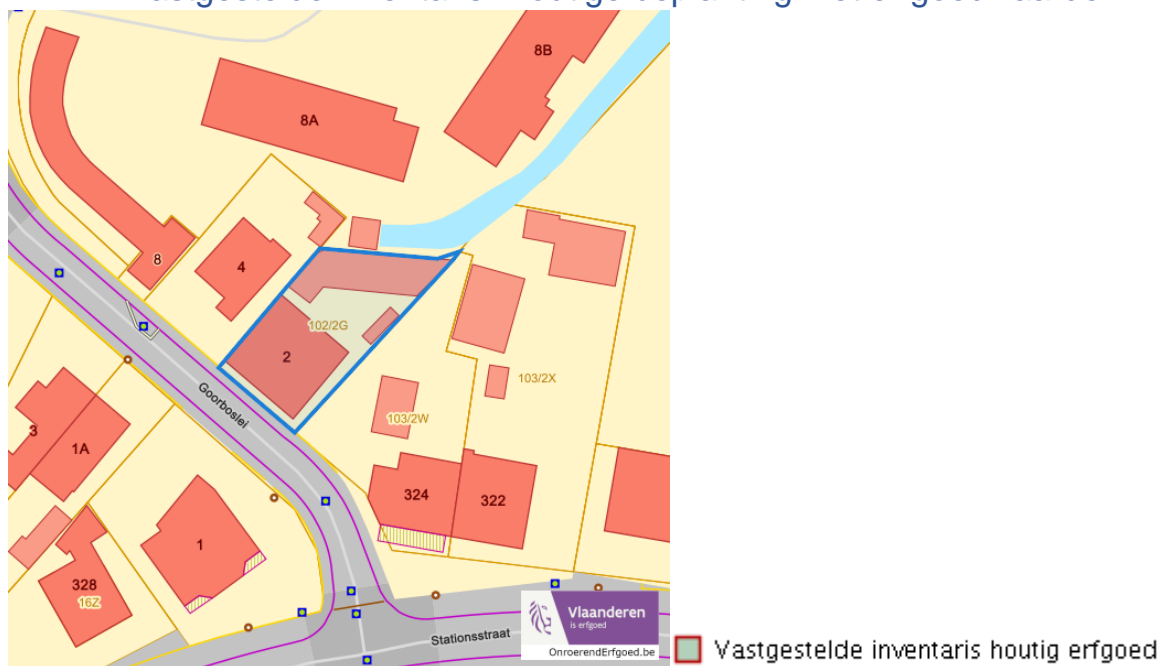 8B
8A
8
4
102/2G
2
103/2X
Goorboslei
103/2W
3
1A
324
322
1
328
16Z
Vlaanderen
is erfgoed
Stationsstraat
OnroerendErfgoed.be
Vastgestelde inventaris houtig erfgoed